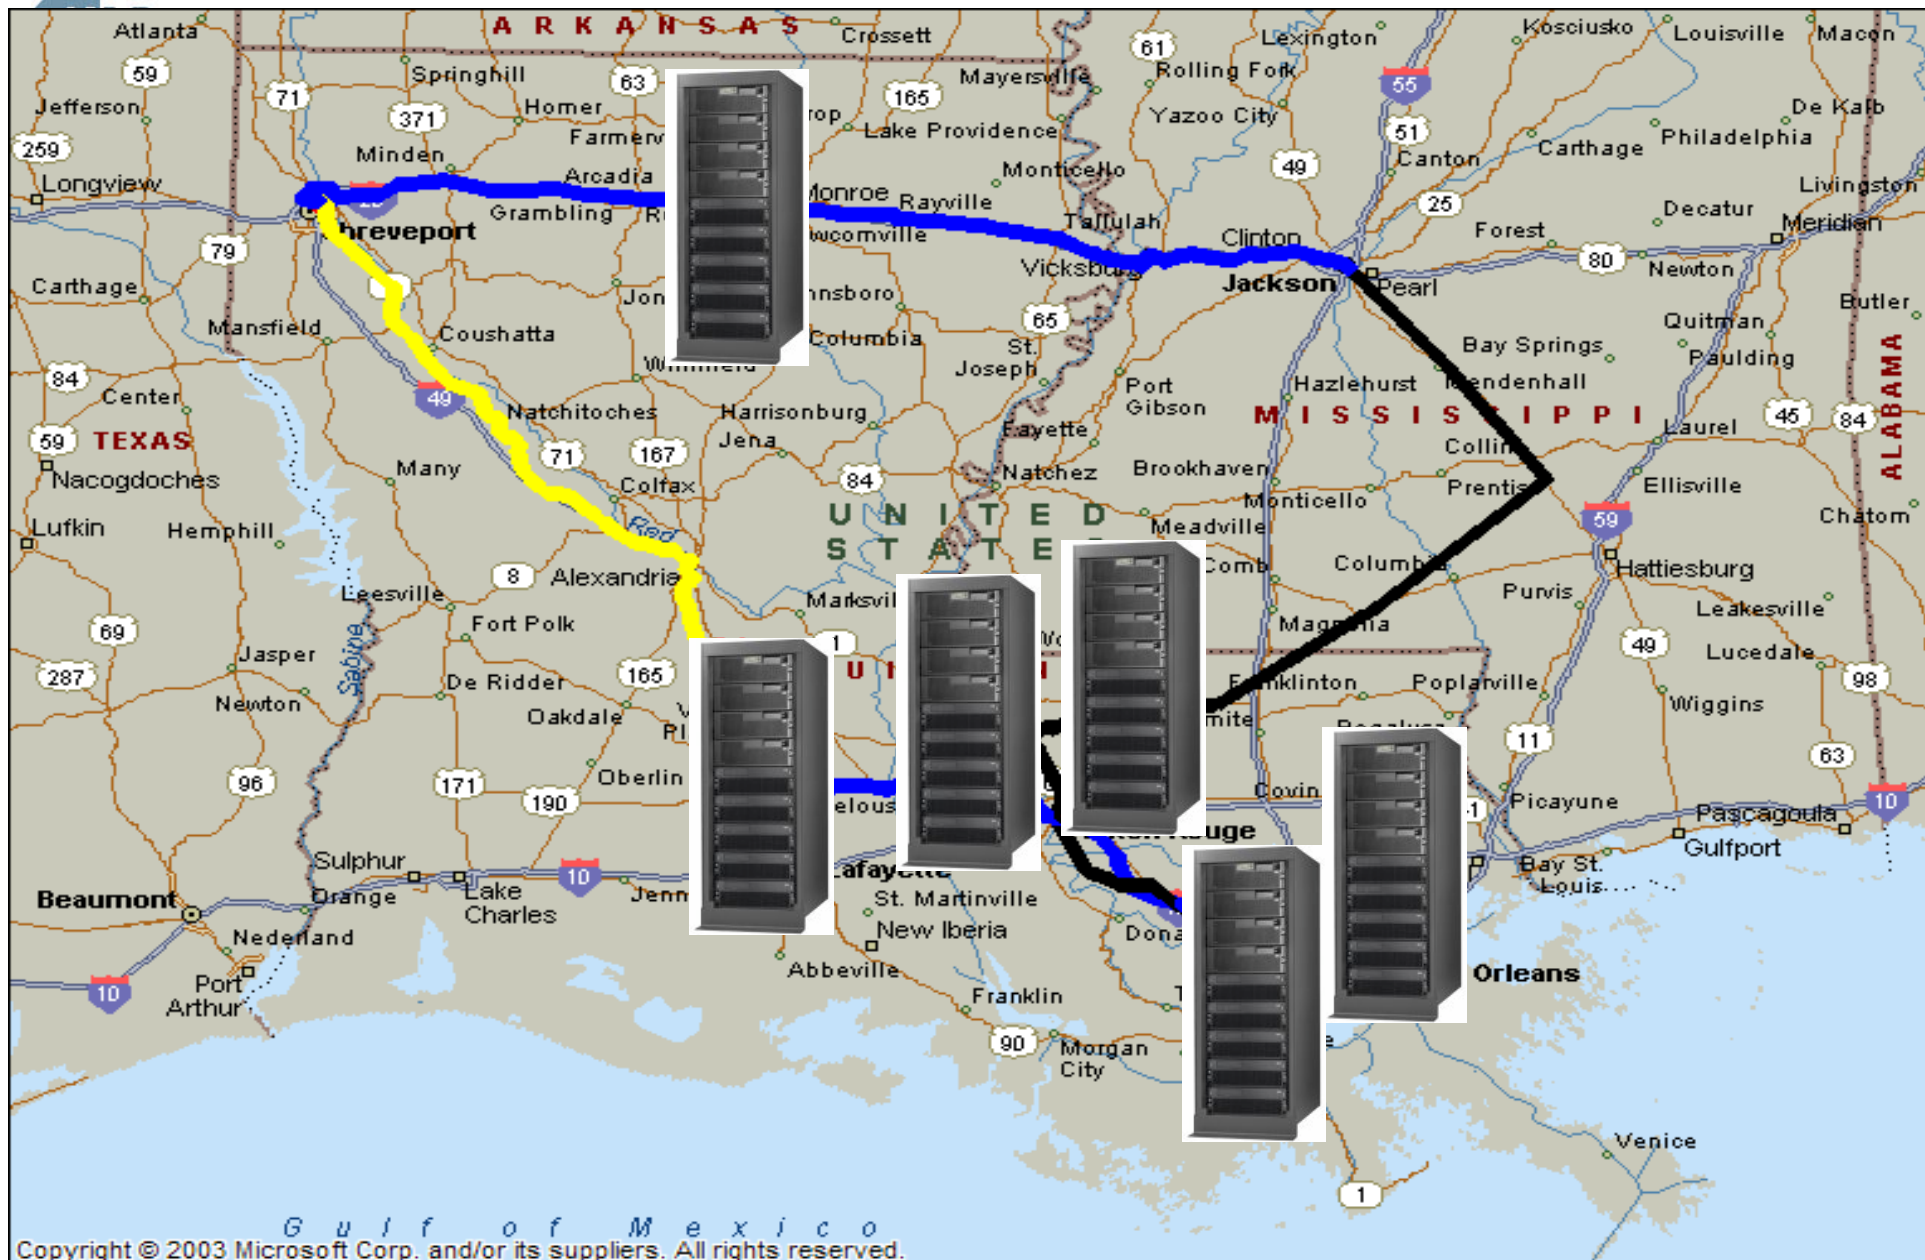 ARKANSAS
Atlanta
Crossett
61
Lexington
Kosciusko
Louisville
Macon
59
Springhill
63
Mayersville
Rolling Fork
55
71
Jefferson
371
Homer
165
Yazoo City
51
De Kalb
Lake Providence
Philadelphia
259
Minden
Monticello
49
Canton
Carthage
Longview
Arcadia
Monroe
Rayville
Livingston
Grambling
Tallulah
25
Decatur
Clinton
Forest
Meridian
79
80
Newton
Vicksburg
Jackson
Pearl
Carthage
Butler
Mansfield
Coushatta
65
Quitman
Columbia
St.
Joseph
Bay Springs
Paulding
84
Port
Gibson
Hazlehurst
Mendenhall
Center
49
Natchitoches
Harrisonburg
MISSISSIPPI
45
84
ALABAMA
59
TEXAS
Jena
Fayette
Laurel
71
167
Many
Natchez
Brookhaven
Nacogdoches
Colfax
84
Monticello
Ellisville
UNITED
Meadville
59
Chatom
Lufkin
Hemphill
Red
8
Alexandria
Hattiesburg
Leesville
Purvis
Leakesville
69
Fort Polk
1
Magnolia
49
Jasper
Lucedale
287
Sabine
De Ridder
165
Franklinton
Poplarville
98
Newton
Oakdale
Wiggins
11
63
96
171
190
Oberlin
Picayune
10
Pascagoula
Gulfport
Sulphur
10
Lafayette
Bay St.
Louis
Beaumont
Orange
Lake
Charles
St. Martinville
New Iberia
Nederland
Abbeville
Orleans
10
Port
Arthur
Franklin
90
Morgan
City
Venice
1
Gulf of Mexico
Copyright © 2003 Microsoft Corp. and/or its suppliers. All rights reserved.